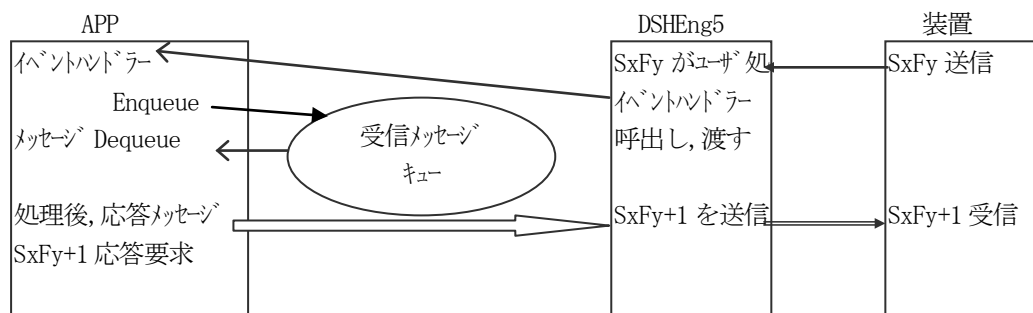 APP
DSHEng5
装置
イベントハンドラー
SxFy がユーザ処
SxFy 送信
Enqueue
イベントハンドラー
メッセージ Dequeue
受信メッセージ
キュー
呼出し,渡す
処理後,応答メッセージ
SxFy+1 を送信
SxFy+1 受信
SxFy+1 応答要求